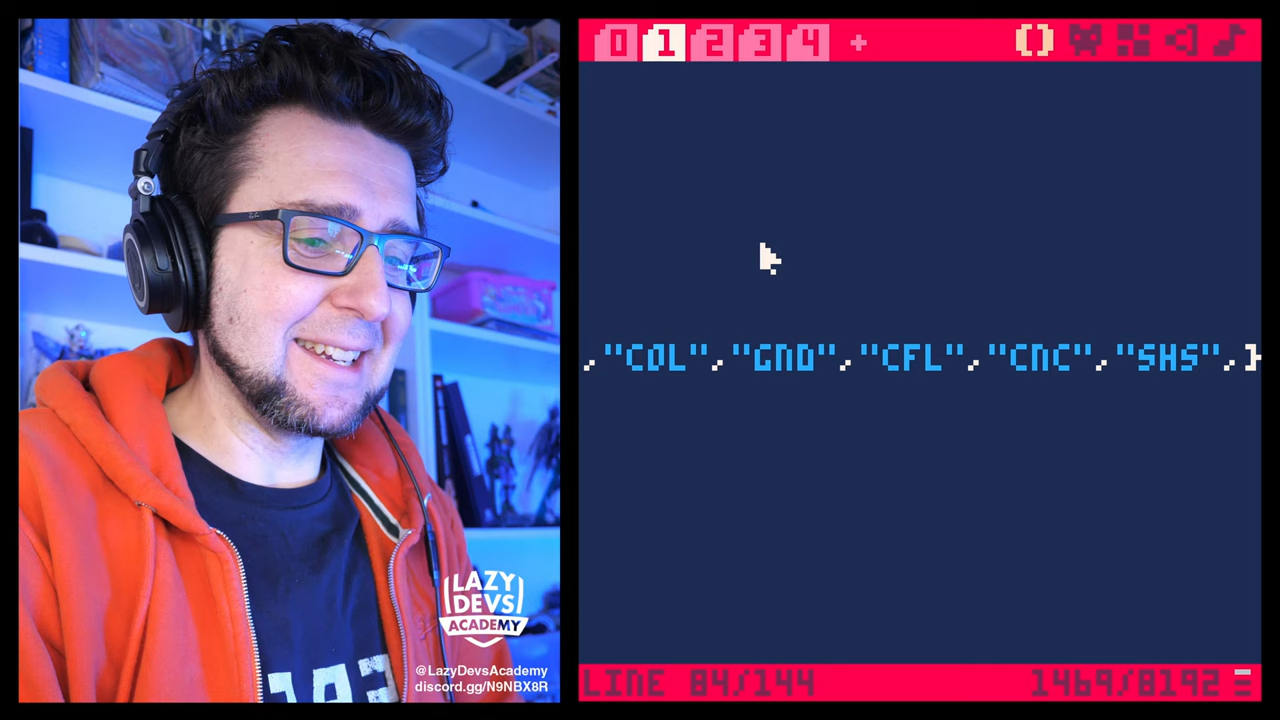 0 1 2 3 4 +
,"COL","GND","CFL","CNC","SHS",}
LINE 84/144
1469/8192
LAZY
DEVS
ACADEMY
@LazyDevsAcademy
discord.gg/N9NBX8R